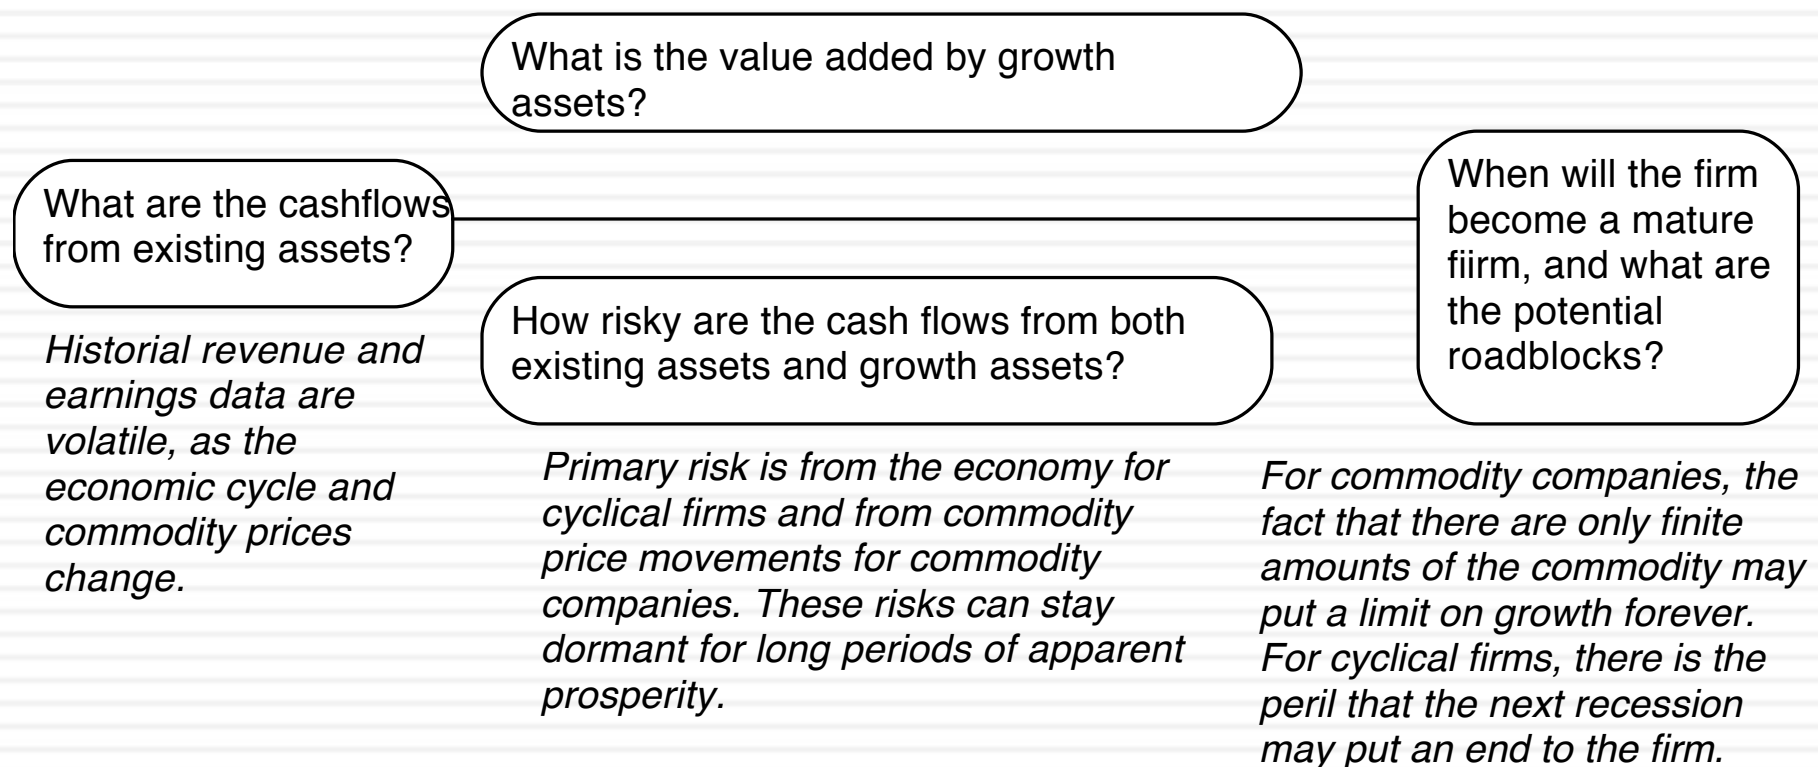 What is the value added by growth
assets?
What are the cashflows
from existing assets?
Historial revenue and
earnings data are
volatile, as the
economic cycle and
commodity prices
change.
How risky are the cash flows from both
existing assets and growth assets?
Primary risk is from the economy for
cyclical firms and from commodity
price movements for commodity
companies. These risks can stay
dormant for long periods of apparent
prosperity.
When will the firm
become a mature
fiirm, and what are
the potential
roadblocks?
For commodity companies, the
fact that there are only finite
amounts of the commodity may
put a limit on growth forever.
For cyclical firms, there is the
peril that the next recession
may put an end to the firm.